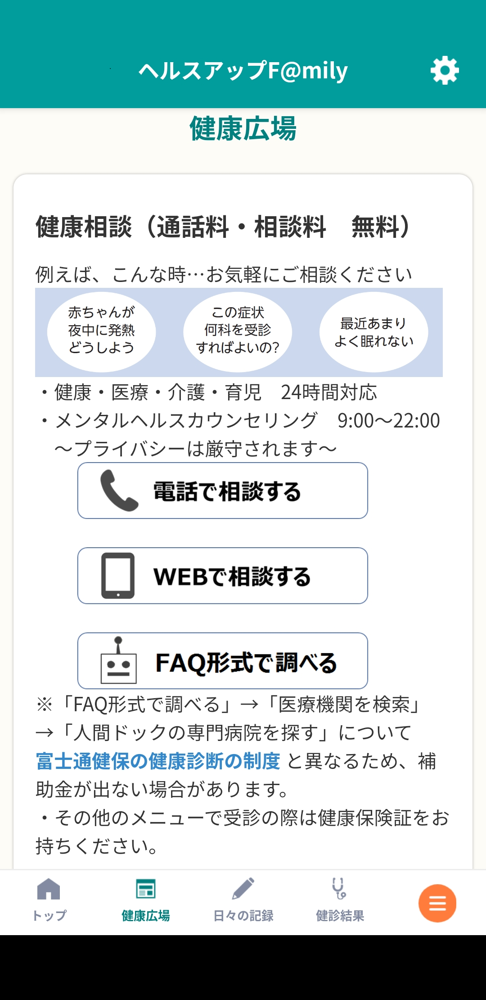 ヘルスアップF@mily
健康広場
健康相談（通話料・相談料　無料）
例えば、こんな時…お気軽にご相談ください
赤ちゃんが
夜中に発熱
どうしよう
この症状
何科を受診
すればよいの?
最近あまり
よく眠れない
・健康・医療・介護・育児　24時間対応
・メンタルヘルスカウンセリング　9:00～22:00
～プライバシーは厳守されます～
電話で相談する
WEBで相談する
FAQ形式で調べる
※「FAQ形式で調べる」→「医療機関を検索」
→「人間ドックの専門病院を探す」について
富士通健保の健康診断の制度 と異なるため、補
助金が出ない場合があります。
・その他のメニューで受診の際は健康保険証をお
持ちください。
トップ
健康広場
日々の記録
健診結果